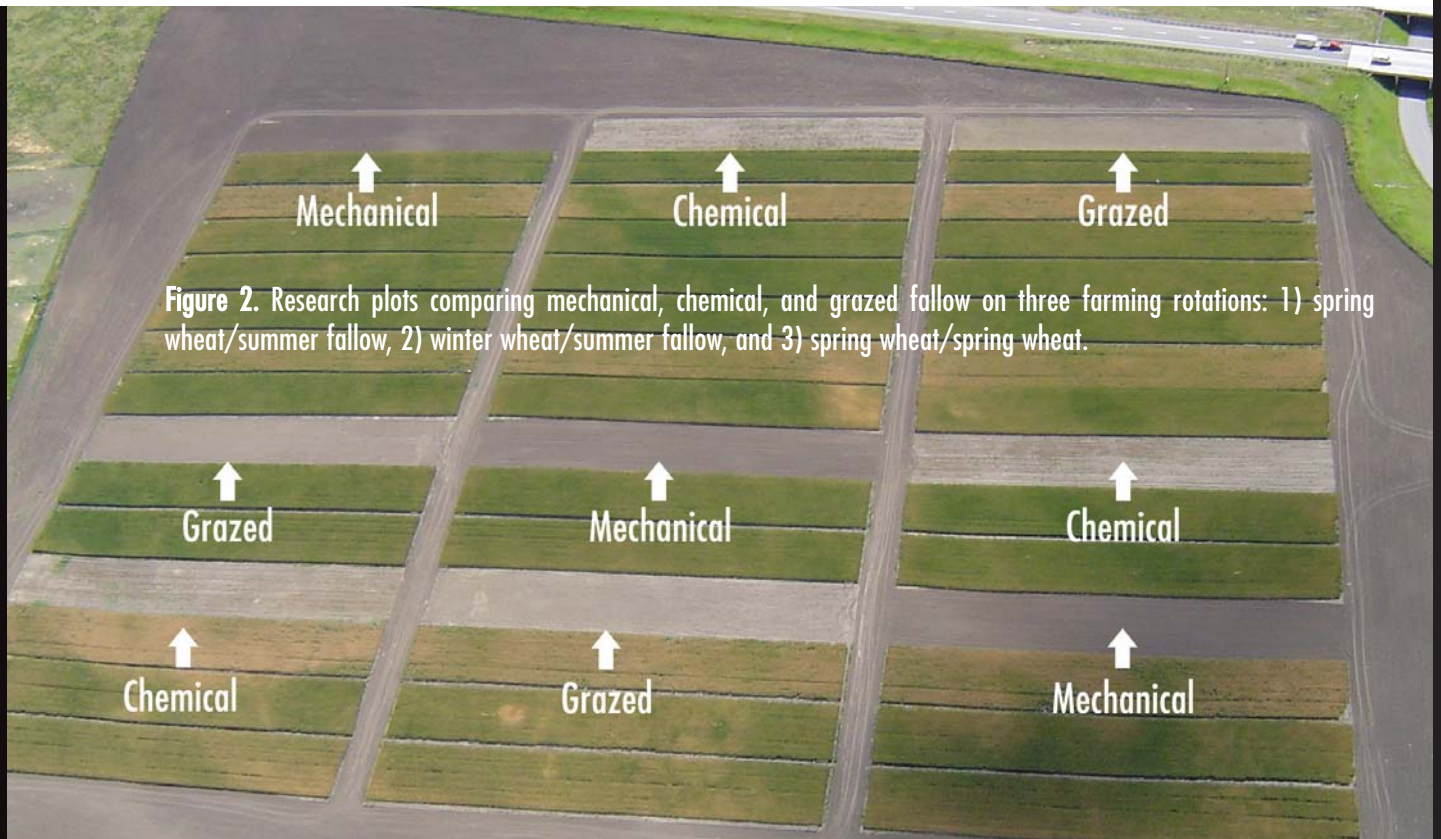 Mechanical Chemical Grazed
Figure 2. Research plots comparing mechanical, chemical, and grazed fallow on three farming rotations: 1) spring
wheat/summer fallow, 2) winter wheat/summer fallow, and 3) spring wheat/spring wheat.
Grazed Mechanical Chemical
Chemical Grazed Mechanical